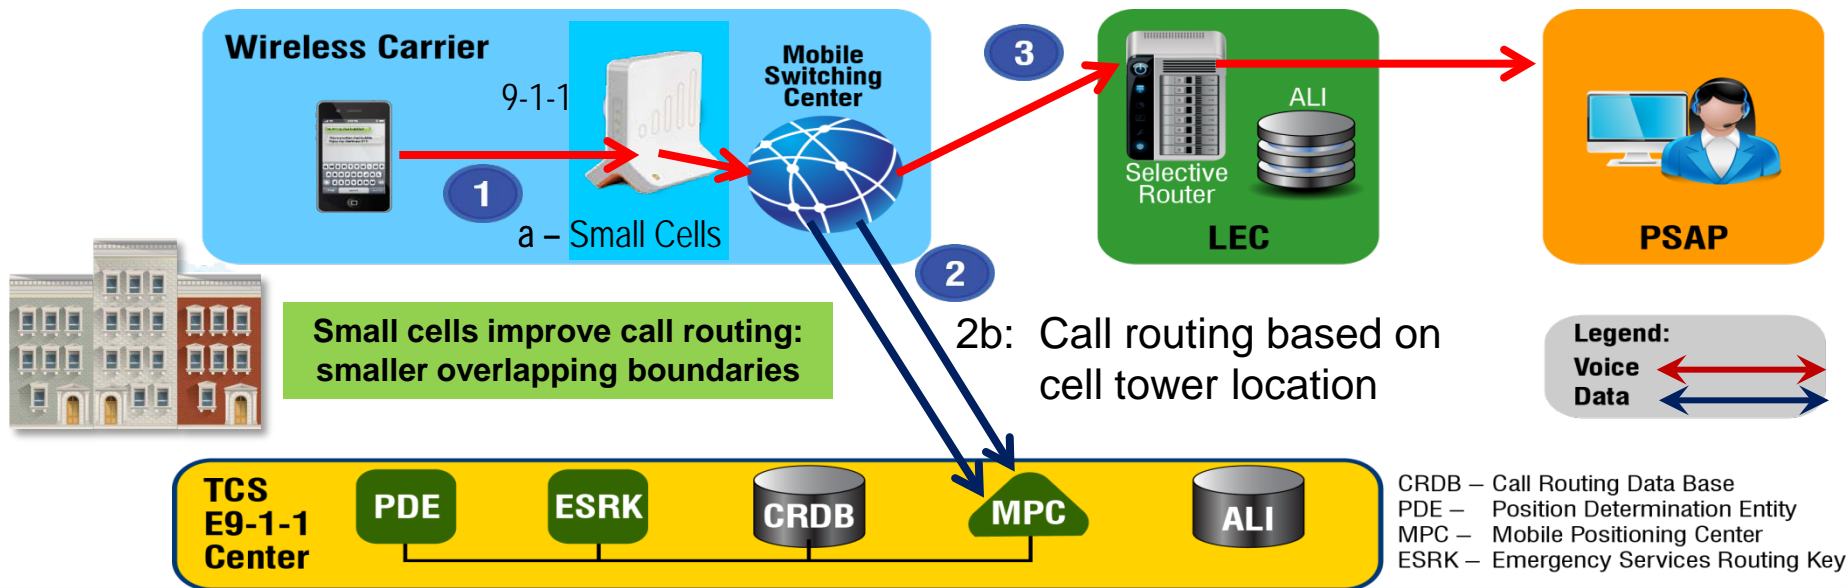 Wireless Carrier
9-1-1
Mobile
Switching
Center
1
a – Small Cells
3
ALI
Selective
Router
LEC
PSAP
2
Small cells improve call routing:
smaller overlapping boundaries
2b: Call routing based on
cell tower location
Legend:
Voice
Data
TCS
E9-1-1
Center
PDE
ESRK
CRDB
MPC
ALI
CRDB – Call Routing Data Base
PDE – Position Determination Entity
MPC – Mobile Positioning Center
ESRK – Emergency Services Routing Key